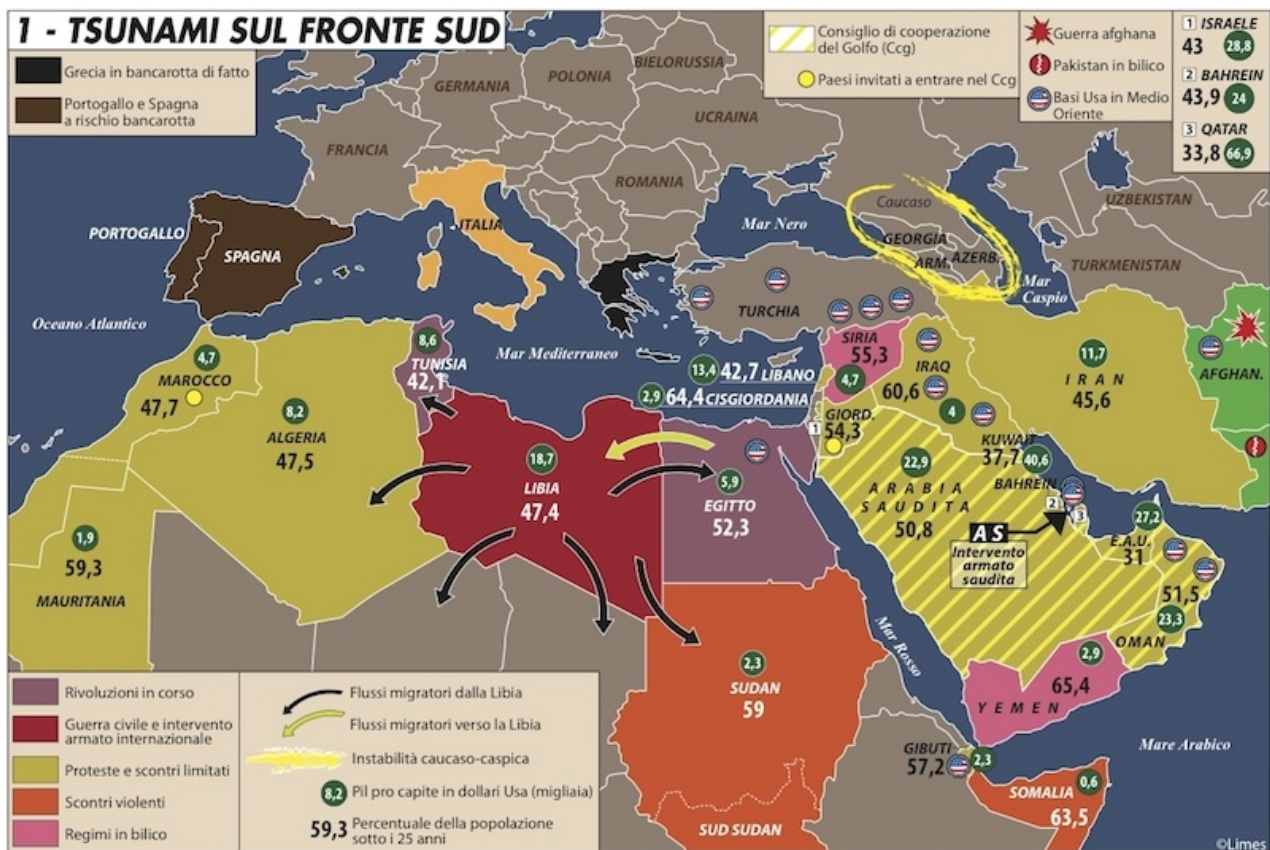 1 - TSUNAMI SUL FRONTE SUD
Grecia in bancarotta di fatto
Portogallo e Spagna
a rischio bancarotta
Consiglio di cooperazione
del Golfo (Ccg)
Paesi invitati a entrare nel Ccg
Guerra afghana
Pakistan in bilico
Basi Usa in Medio
Oriente
1 ISRAELE
43 28,8
2 BAHREIN
43,9 24
3 QATAR
33,8 66,9
GERMANIA
POLONIA
BIELORUSSIA
UCRAINA
FRANCIA
ROMANIA
ITALIA
PORTOGALLO
SPAGNA
Oceano Atlantico
Mar Nero
Caucaso
GEORGIA
ARM.
AZERB.
Mar
Caspio
UZBEKISTAN
TURKMENISTAN
TURCHIA
Mar Mediterraneo
4,7
MAROCCO
47,7
8,2
ALGERIA
47,5
8,6
TUNISIA
42,1
13,4 42,7 LIBANO
2,9 64,4 CISGIORDANIA
SIRIA
55,3
4,7
IRAQ
60,6
4
11,7
IRAN
45,6
AFGHAN.
1
GIORD.
54,3
KUWAIT
37,7 40,6
BAHREIN
2
3
18,7
LIBIA
47,4
5,9
EGITTO
52,3
22,9
ARABIA
SAUDITA
50,8
AS
Intervento
armato
saudita
27,2
E.A.U.
31
51,5
23,3
OMAN
1,9
59,3
MAURITANIA
Mar Rosso
2,3
SUDAN
59
2,9
65,4
YEMEN
GIBUTI
57,2
2,3
Mare Arabico
0,6
SOMALIA
63,5
SUD SUDAN
Rivoluzioni in corso
Guerra civile e intervento
armato internazionale
Proteste e scontri limitati
Scontri violenti
Regimi in bilico
Flussi migratori dalla Libia
Flussi migratori verso la Libia
Instabilità caucaso-caspica
8,2 Pil pro capite in dollari Usa (migliaia)
59,3 Percentuale della popolazione
sotto i 25 anni
©Limes